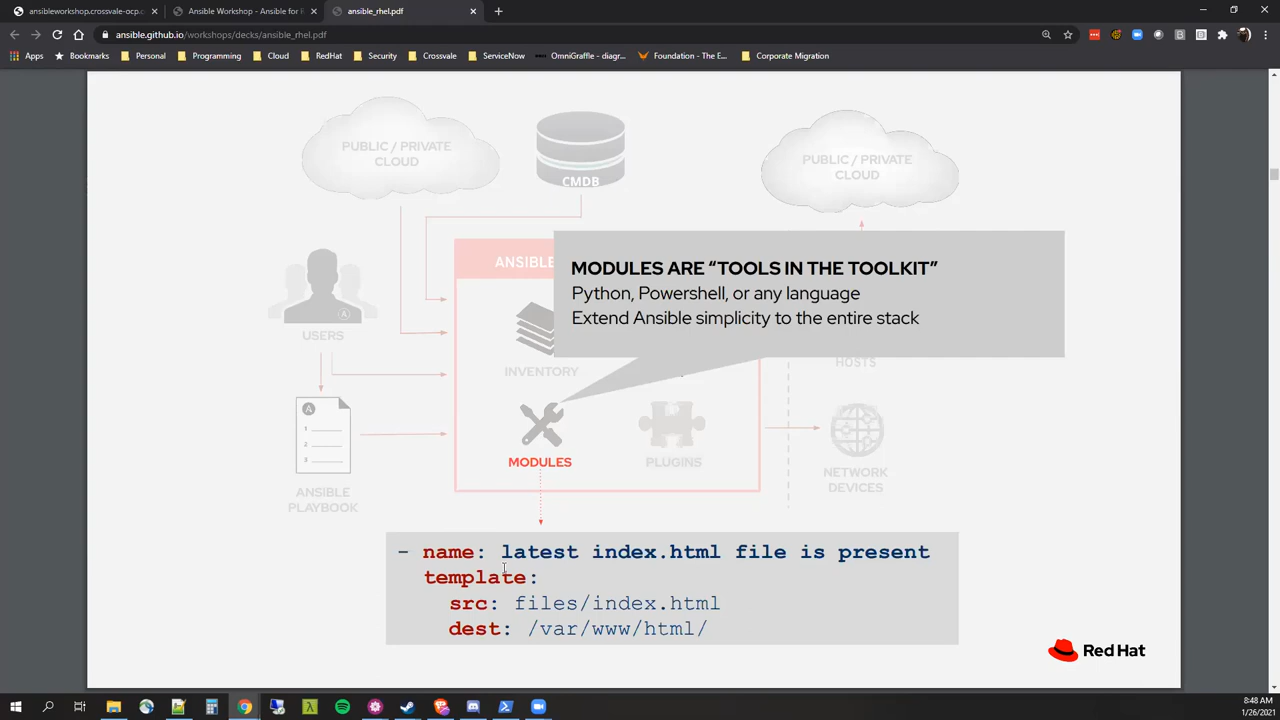 ansibleworkshop.crossvale-ocp.c
Ansible Workshop - Ansible for R
ansible_rhel.pdf
ansible.github.io/workshops/decks/ansible_rhel.pdf
Apps
Bookmarks
Personal
Programming
Cloud
RedHat
Security
Crossvale
ServiceNow
OmniGraffle - diagr...
Foundation - The E...
Corporate Migration
PUBLIC / PRIVATE
CLOUD
CMDB
PUBLIC / PRIVATE
CLOUD
ANSIBLE
MODULES ARE “TOOLS IN THE TOOLKIT”
Python, Powershell, or any language
Extend Ansible simplicity to the entire stack
USERS
INVENTORY
HOSTS
MODULES
PLUGINS
NETWORK
DEVICES
A
1
2
3
ANSIBLE
PLAYBOOK
- name: latest index.html file is present
template:
src: files/index.html
dest: /var/www/html/
Red Hat
8:48 AM
1/26/2021